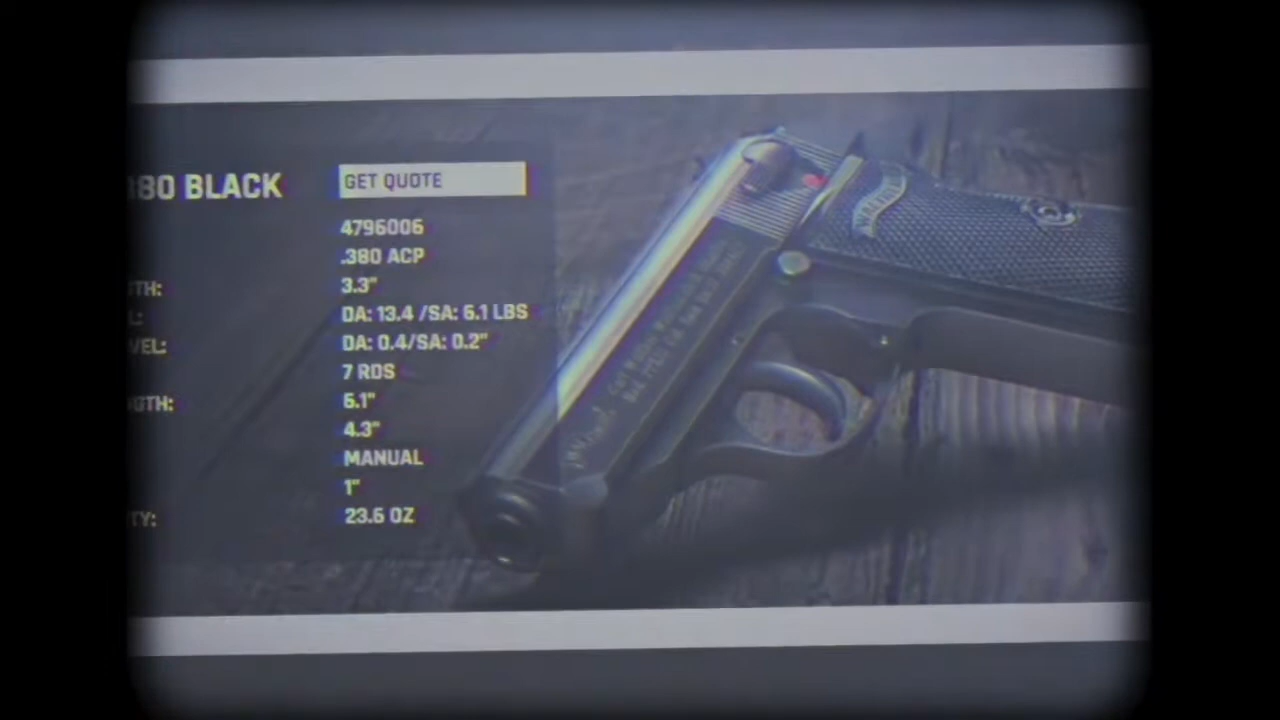 380 BLACK
GET QUOTE
4796006
.380 ACP
TH: 3.3"
L: DA: 13.4 /SA: 6.1 LBS
VEL: DA: 0.4/SA: 0.2"
7 RDS
GTH: 6.1"
4.3"
MANUAL
1"
TY: 23.6 OZ
WALTHER